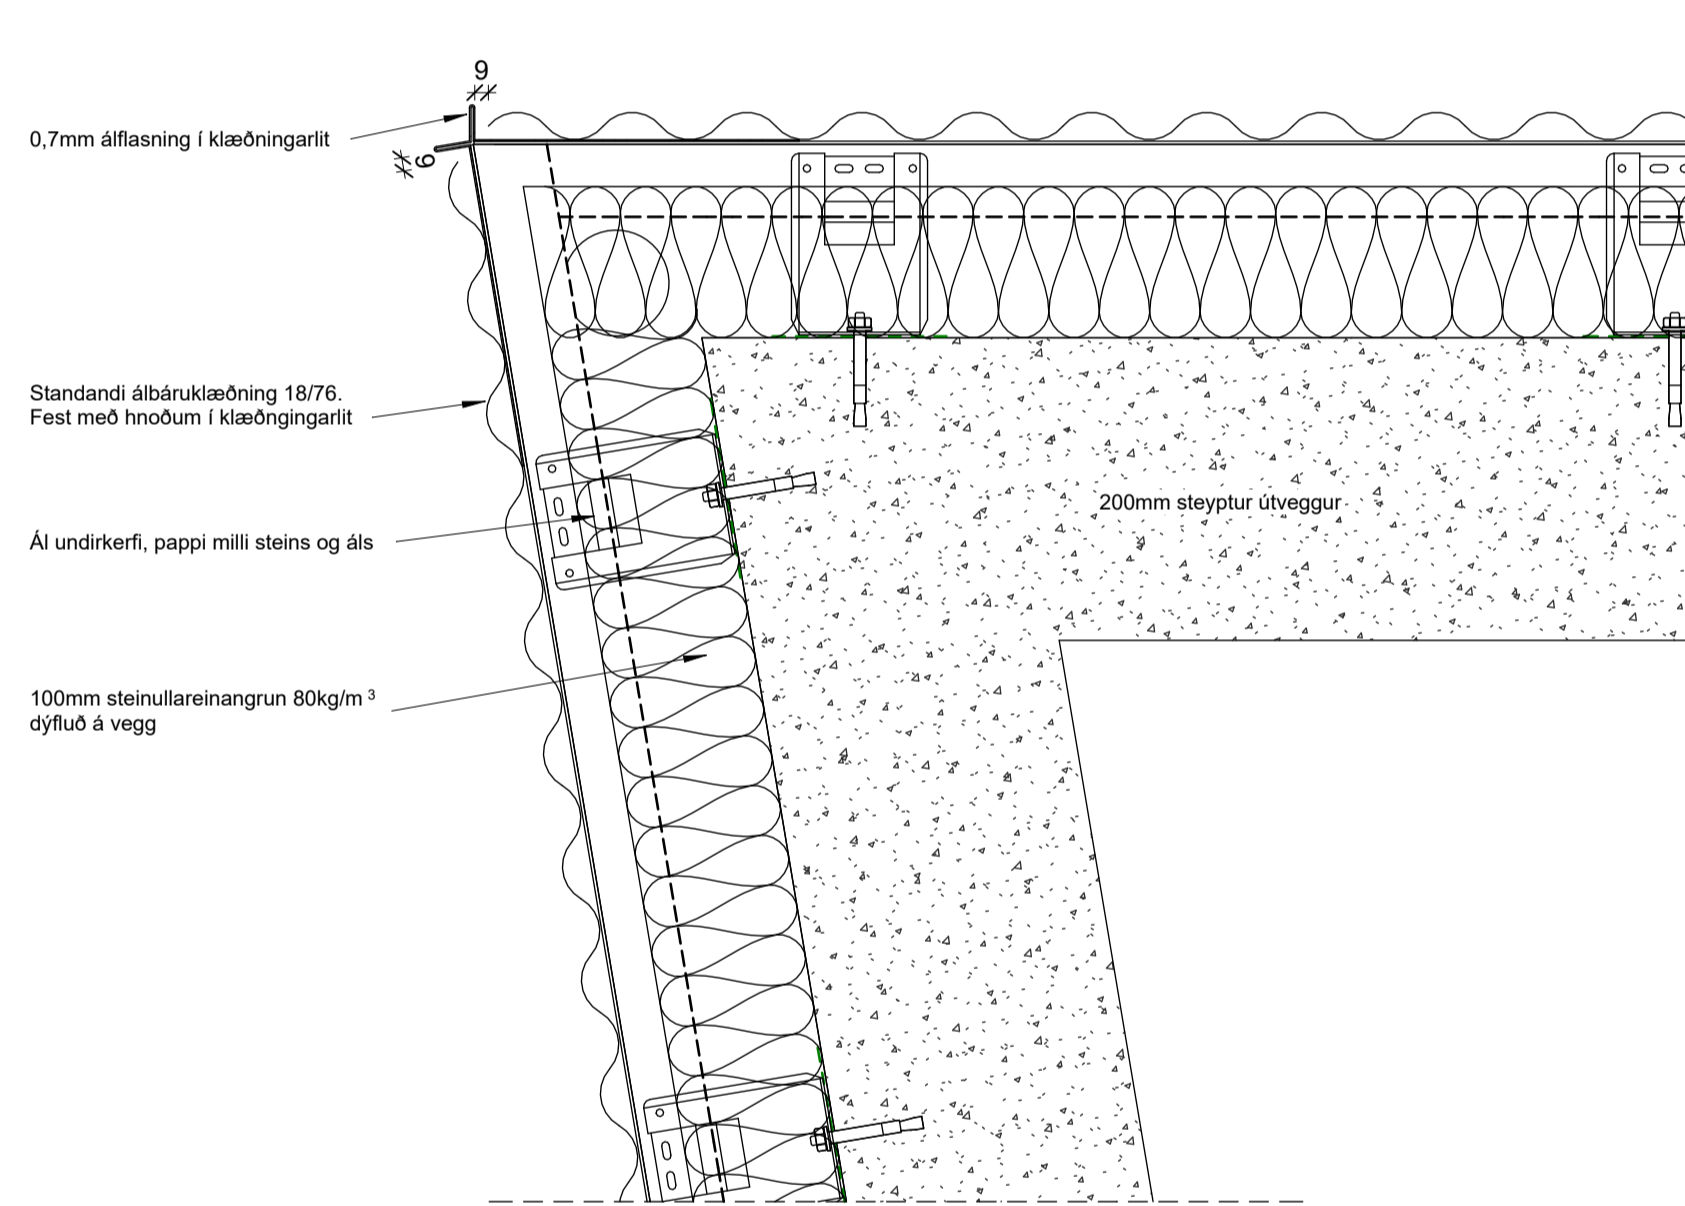 9
0,7mm álflasning í klæðningarlit
9
Standandi álbáruklæðning 18/76.
Fest með hnoðum í klæðngingarlit
200mm steyptur útveggur
Ál undirkerfi, pappi milli steins og áls
100mm steinullareinangrun 80kg/m ³
dýfluð á vegg